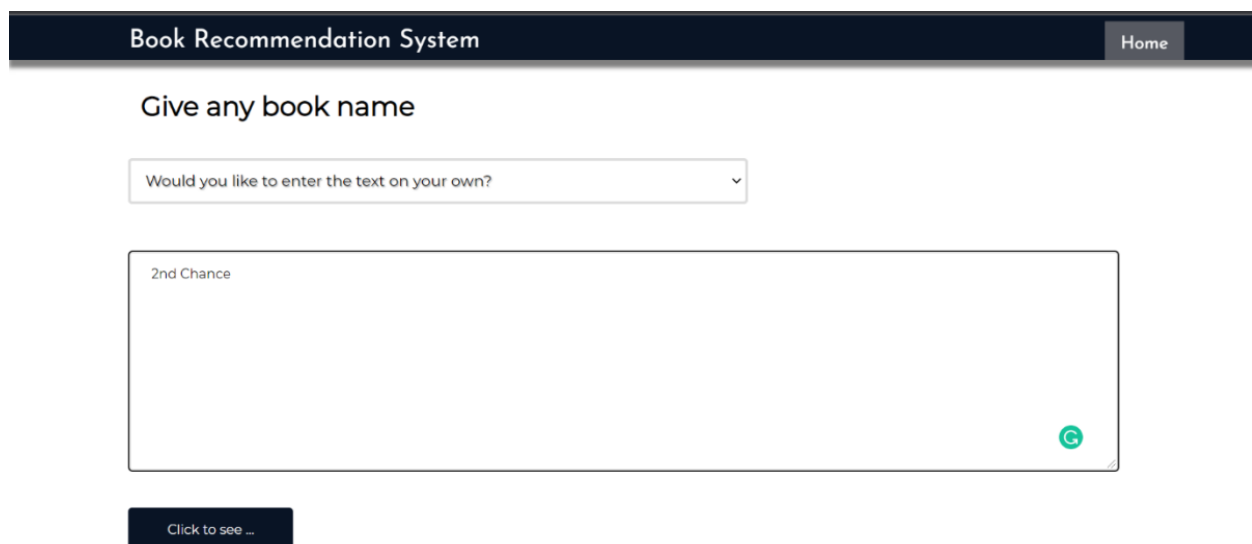 Book Recommendation System
Home
Give any book name
Would you like to enter the text on your own?
2nd Chance
Click to see ...